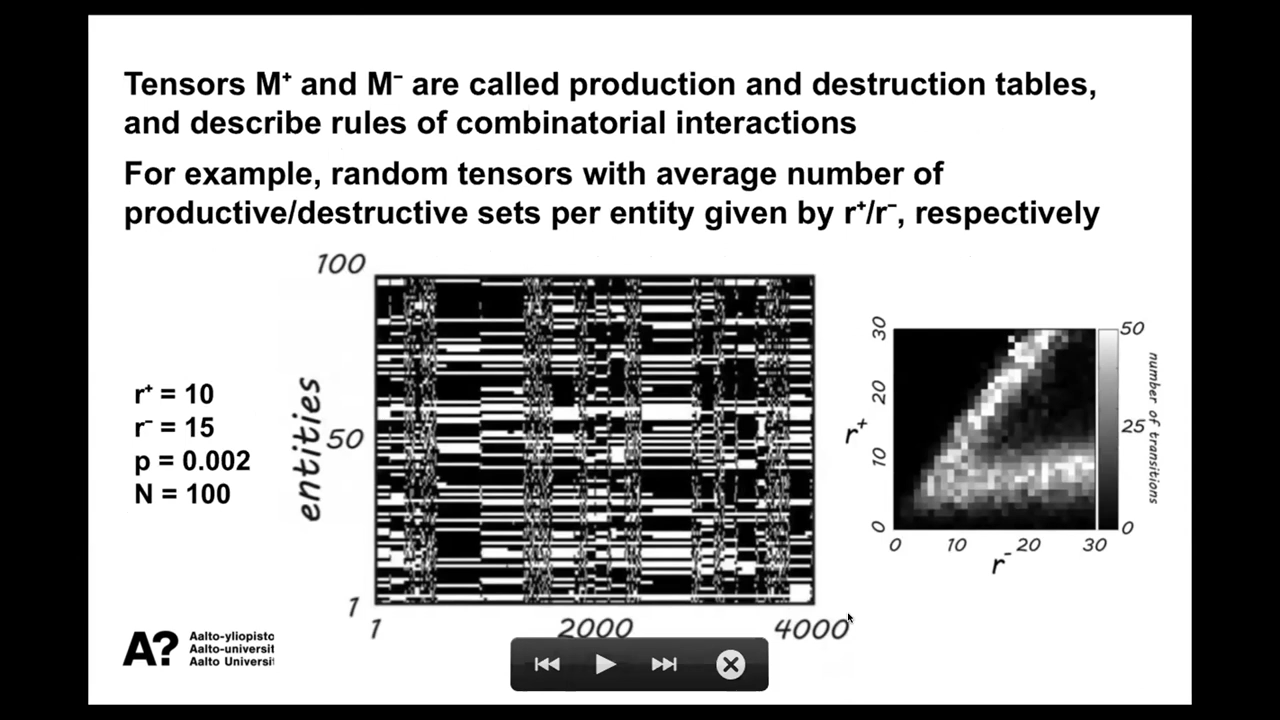 Tensors M⁺ and M⁻ are called production and destruction tables,
and describe rules of combinatorial interactions
For example, random tensors with average number of
productive/destructive sets per entity given by r⁺/r⁻, respectively
r⁺ = 10
r⁻ = 15
p = 0.002
N = 100
100
50
1
entities
1
2000
4000
30
20
10
0
r⁺
0
10
20
30
r⁻
50
25
0
number of transitions
A?
Aalto-yliopisto
Aalto-universit
Aalto Universit